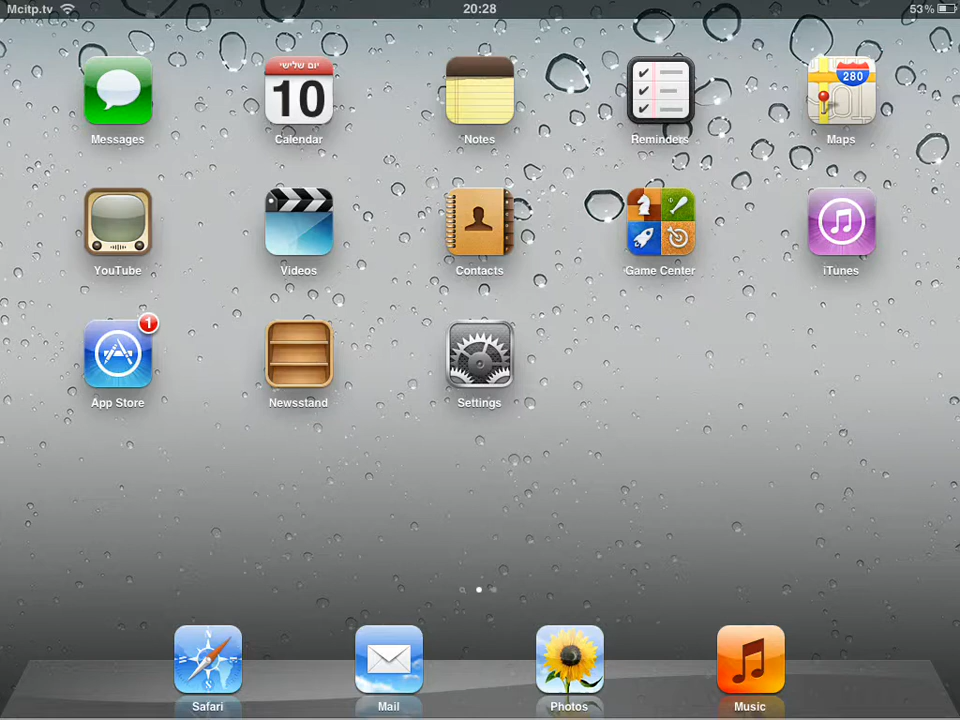 Mcitp.tv
20:28
53%
יום שלישי
10
280
Messages
Calendar
Notes
Reminders
Maps
YouTube
Videos
Contacts
Game Center
iTunes
1
App Store
Newsstand
Settings
Safari
Mail
Photos
Music